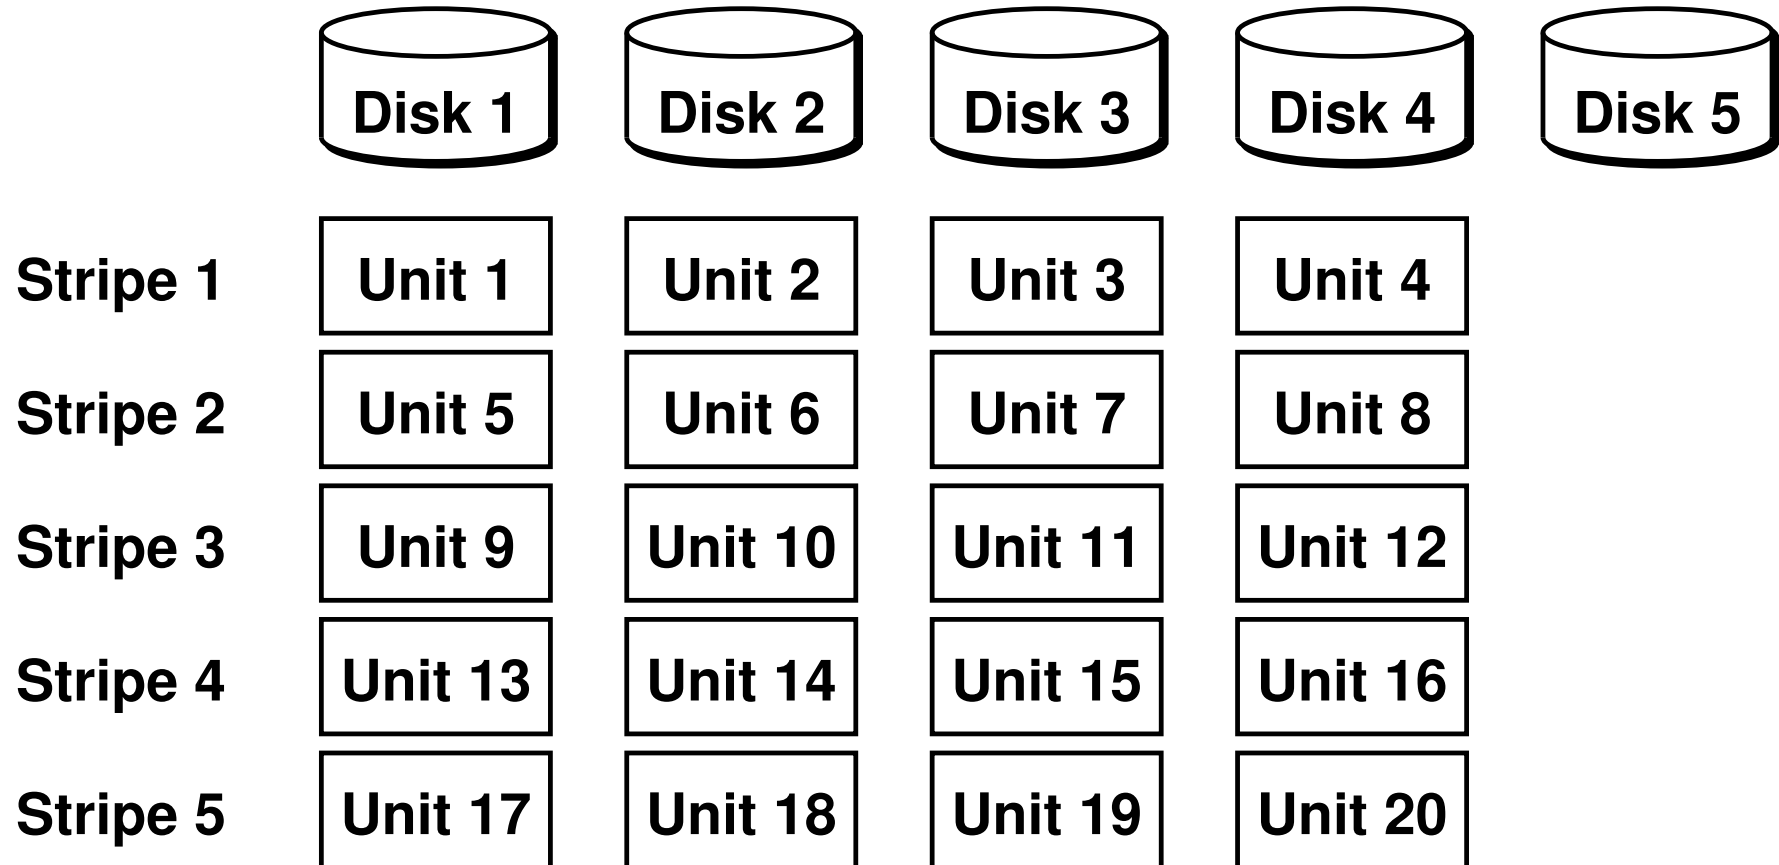 Disk 1 Disk 2 Disk 3 Disk 4 Disk 5
Stripe 1 Unit 1 Unit 2 Unit 3 Unit 4
Stripe 2 Unit 5 Unit 6 Unit 7 Unit 8
Stripe 3 Unit 9 Unit 10 Unit 11 Unit 12
Stripe 4 Unit 13 Unit 14 Unit 15 Unit 16
Stripe 5 Unit 17 Unit 18 Unit 19 Unit 20